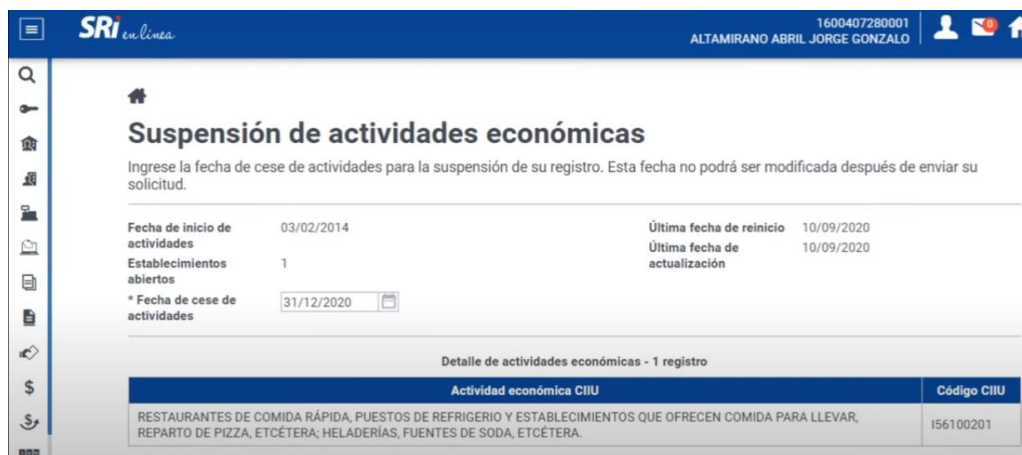 SRi en línea
1600407280001
ALTAMIRANO ABRIL JORGE GONZALO
0
Suspensión de actividades económicas
Ingrese la fecha de cese de actividades para la suspensión de su registro. Esta fecha no podrá ser modificada después de enviar su
solicitud.
Fecha de inicio de
actividades
03/02/2014
Última fecha de reinicio
10/09/2020
Última fecha de
actualización
10/09/2020
Establecimientos
abiertos
1
* Fecha de cese de
actividades
31/12/2020
Detalle de actividades económicas - 1 registro
Actividad económica CIIU
Código CIIU
RESTAURANTES DE COMIDA RÁPIDA, PUESTOS DE REFRIGERIO Y ESTABLECIMIENTOS QUE OFRECEN COMIDA PARA LLEVAR,
REPARTO DE PIZZA, ETCÉTERA; HELADERÍAS, FUENTES DE SODA, ETCÉTERA.
I56100201